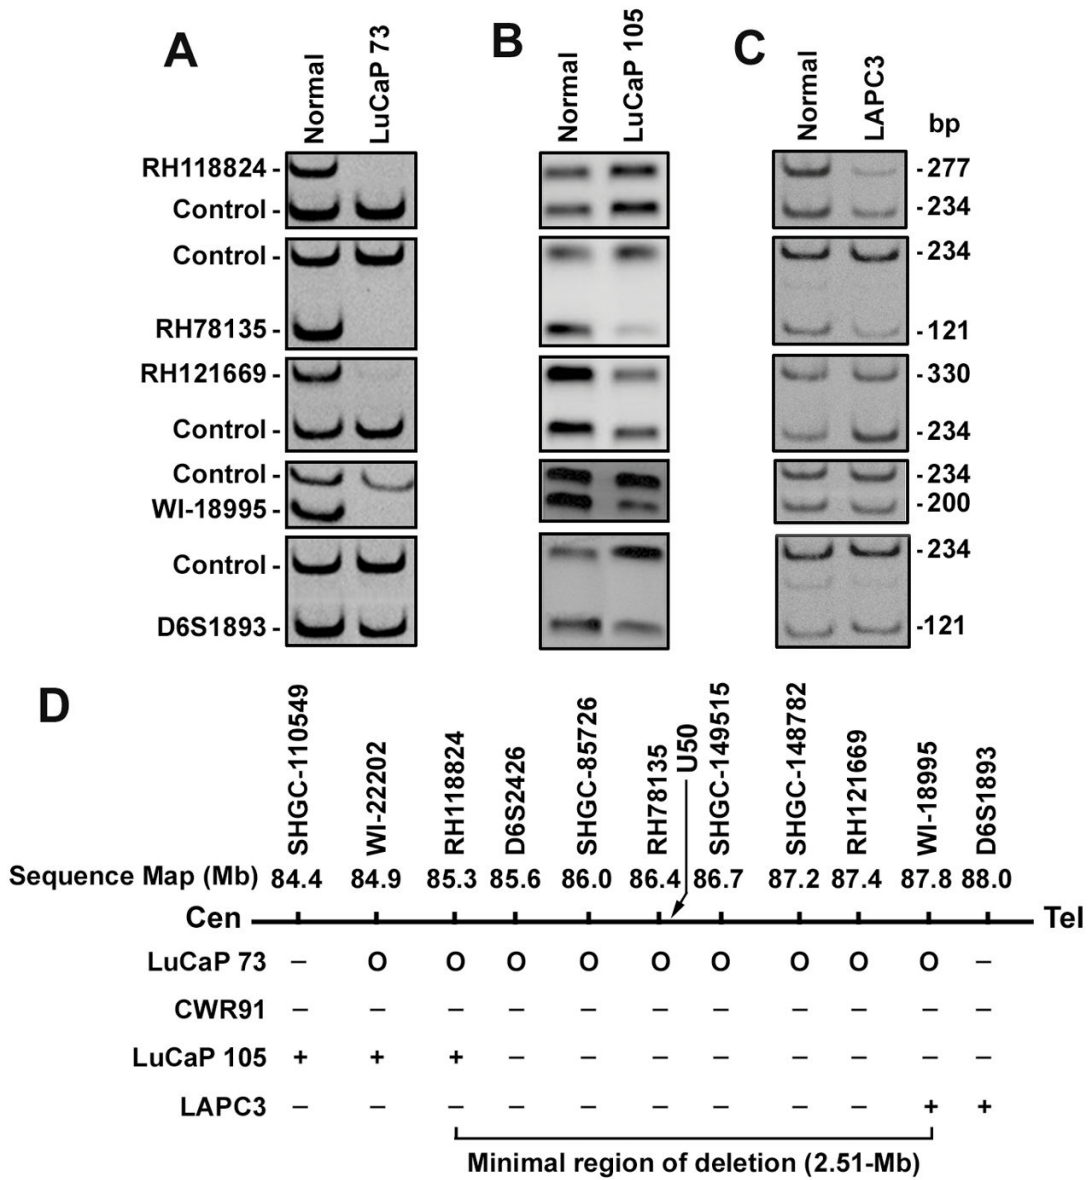 A
B
C
Normal
LuCaP 73
Normal
LuCaP 105
Normal
LAPC3
bp
RH118824 -
-277
Control -
-234
Control -
-234
RH78135 -
-121
RH121669 -
-330
Control -
-234
Control -
-234
WI-18995 -
-200
Control -
-234
D6S1893 -
-121
D
SHGC-110549
WI-22202
RH118824
D6S2426
SHGC-85726
RH78135
U50
SHGC-149515
SHGC-148782
RH121669
WI-18995
D6S1893
Sequence Map (Mb) 84.4 84.9 85.3 85.6 86.0 86.4 86.7 87.2 87.4 87.8 88.0
Cen Tel
LuCaP 73 – O O O O O O O O O –
CWR91 – – – – – – – – – – –
LuCaP 105 + + + – – – – – – – –
LAPC3 – – – – – – – – – + +
Minimal region of deletion (2.51-Mb)